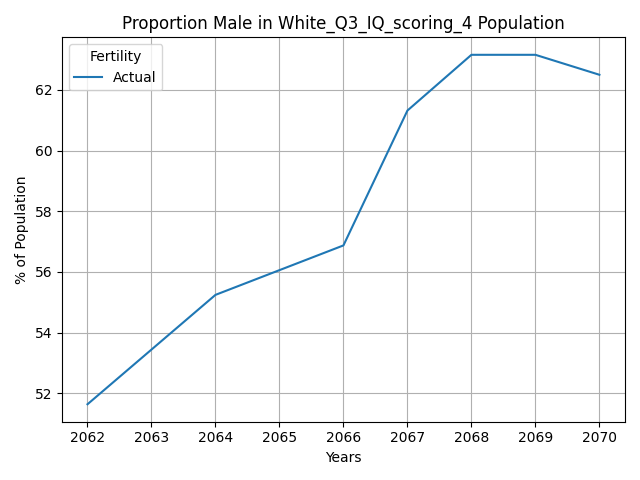 Proportion Male in White_Q3_IQ_scoring_4 Population
Fertility
Actual
% of Population
62
60
58
56
54
52
2062 2063 2064 2065 2066 2067 2068 2069 2070
Years